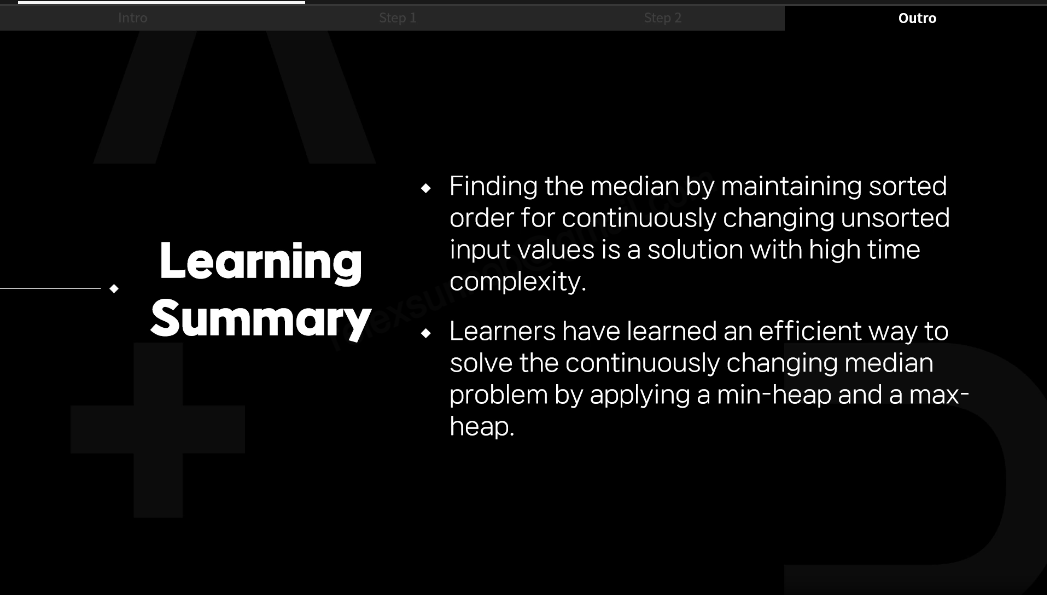 Intro
Step 1
Step 2
Outro
Learning
Summary
Finding the median by maintaining sorted
order for continuously changing unsorted
input values is a solution with high time
complexity.
Learners have learned an efficient way to
solve the continuously changing median
problem by applying a min-heap and a max-
heap.